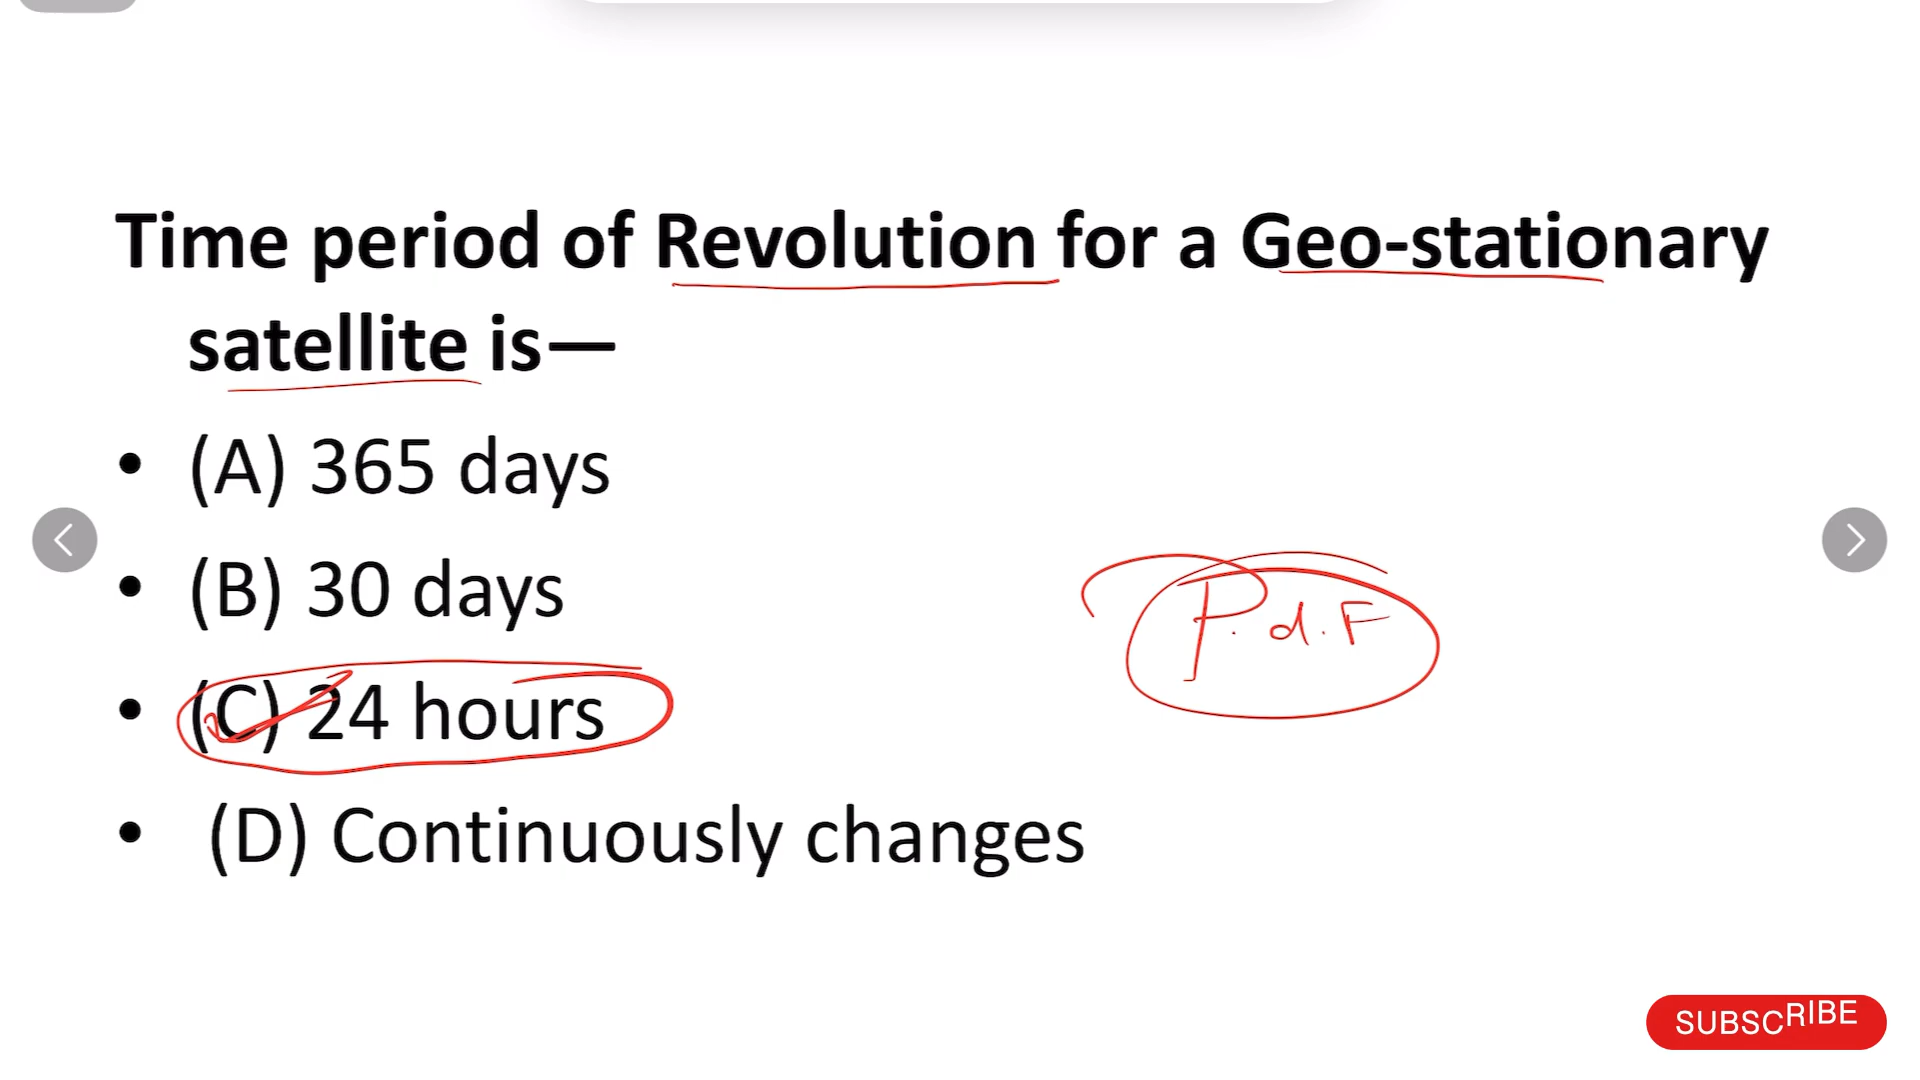 Time period of Revolution for a Geo-stationary
satellite is—
• (A) 365 days
• (B) 30 days
• (C) 24 hours
P.d.F
• (D) Continuously changes
SUBSCRIBE